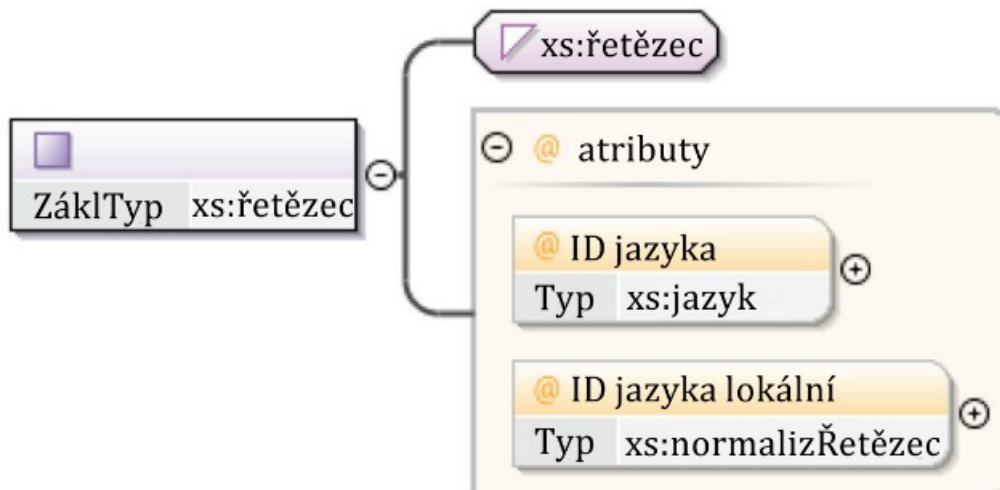 xs:řetězec
ZáklTyp xs:řetězec
@ atributy
@ ID jazyka
Typ xs:jazyk
@ ID jazyka lokální
Typ xs:normalizŘetězec